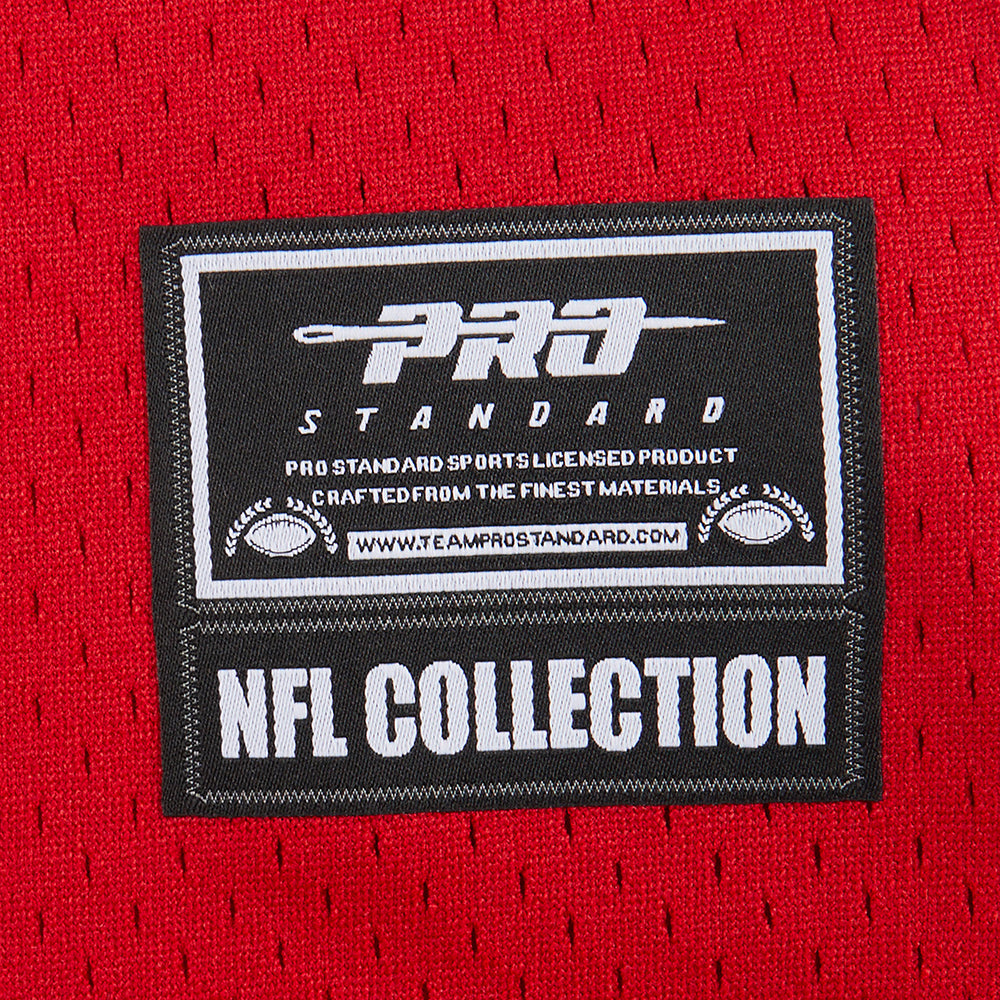 PRO
STANDARD
PRO STANDARD SPORTS LICENSED PRODUCT
CRAFTED FROM THE FINEST MATERIALS
WWW.TEAMPROSTANDARD.COM
NFL COLLECTION